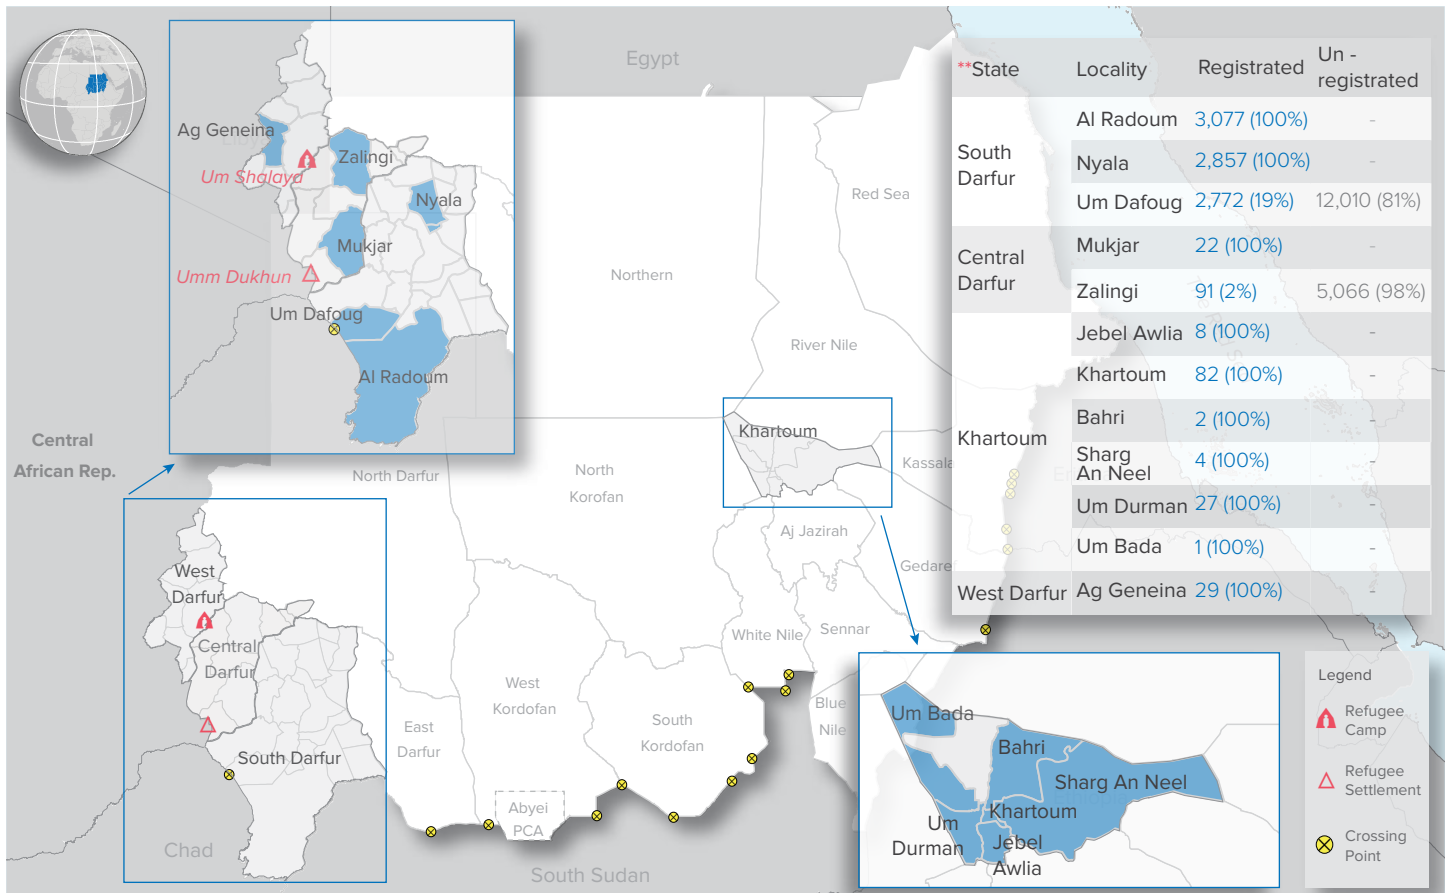 Egypt
Ag Geneina
Zalingi
Um Shalaya
Nyala
Mukjar
Umm Dukhun
Um Dafoug
Al Radoum
Central
African Rep.
Red Sea
Northern
River Nile
Khartoum
Kassala
North Darfur
North
Korofan
Aj Jazirah
Gedaref
West
Darfur
Central
Darfur
South Darfur
White Nile
Sennar
West
Kordofan
South
Kordofan
Blue
Nile
East
Darfur
Abyei
PCA
Chad
South Sudan
**State Locality Registrated Un -
registrated
South
Darfur
Al Radoum 3,077 (100%) -
Nyala 2,857 (100%) -
Um Dafoug 2,772 (19%) 12,010 (81%)
Central
Darfur
Mukjar 22 (100%) -
Zalingi 91 (2%) 5,066 (98%)
Khartoum
Jebel Awlia 8 (100%) -
Khartoum 82 (100%) -
Bahri 2 (100%) -
Sharg
An Neel 4 (100%) -
Um Durman 27 (100%) -
Um Bada 1 (100%) -
West Darfur Ag Geneina 29 (100%) -
Um Bada
Bahri
Sharg An Neel
Ethiopia
Khartoum
Um
Durman
Jebel
Awlia
Legend
Refugee
Camp
Refugee
Settlement
Crossing
Point